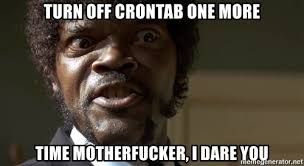 TURN OFF CRONTAB ONE MORE
TIME MOTHERFUCKER, I DARE YOU
memegenerator.net